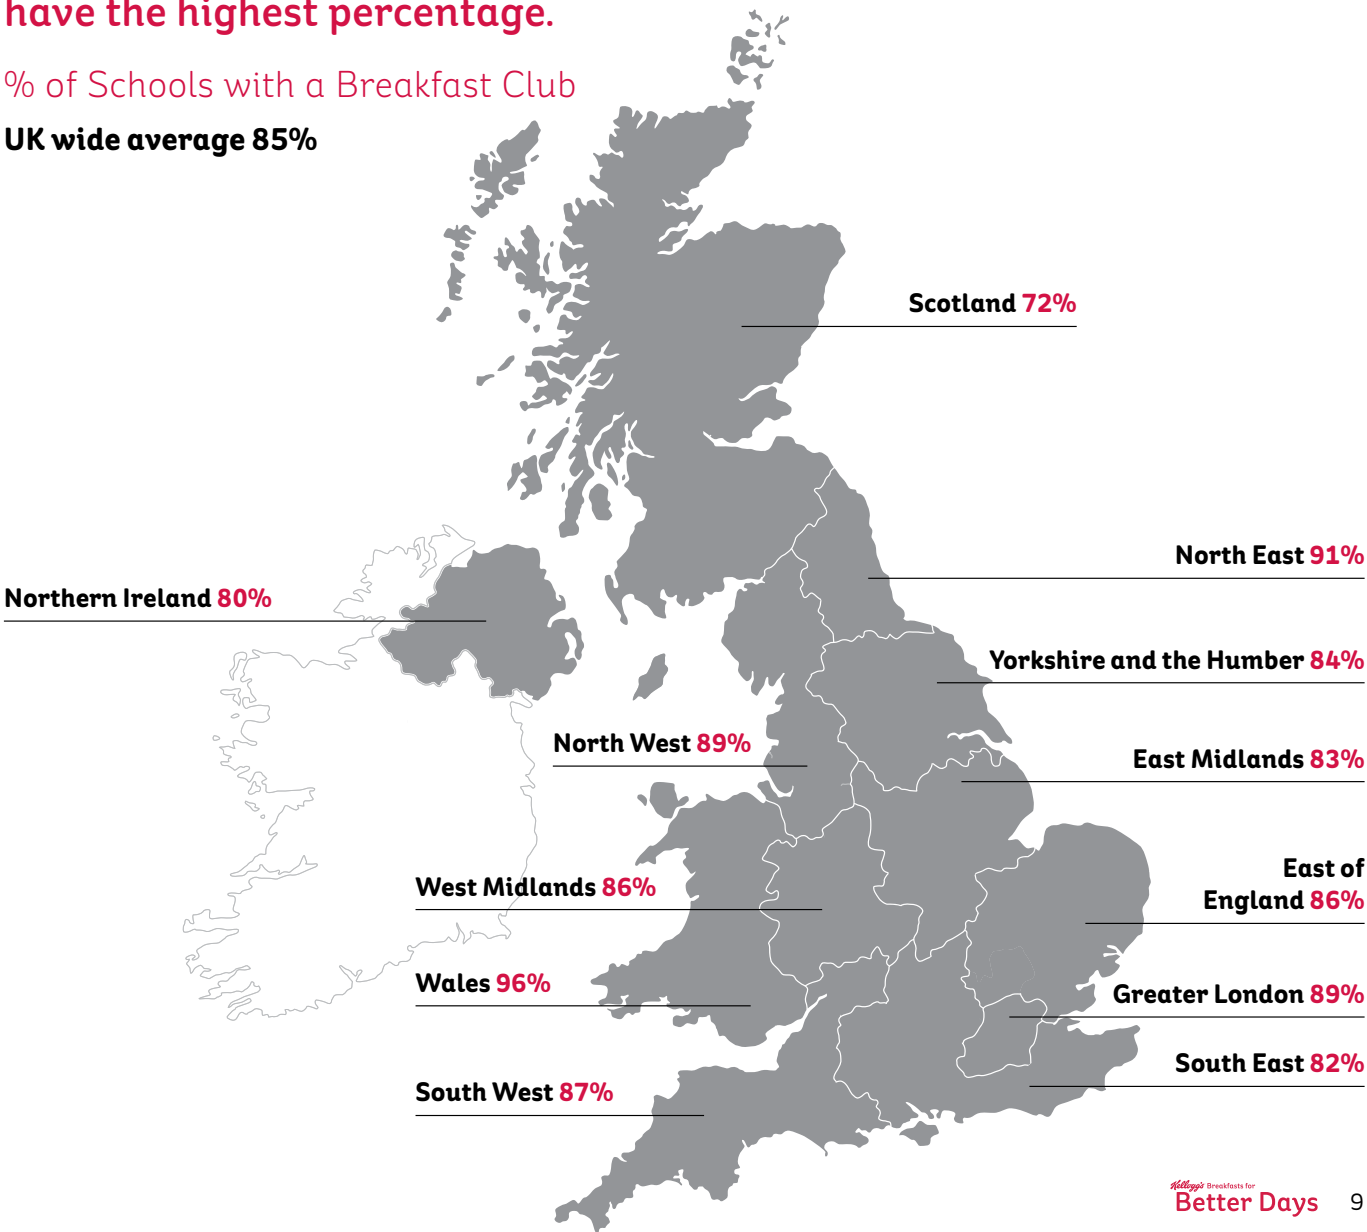 have the highest percentage.
% of Schools with a Breakfast Club
UK wide average 85%
Scotland 72%
North East 91%
Northern Ireland 80%
Yorkshire and the Humber 84%
North West 89%
East Midlands 83%
East of
England 86%
West Midlands 86%
Wales 96%
Greater London 89%
South East 82%
South West 87%
Kellogg's Breakfasts for
Better Days
9